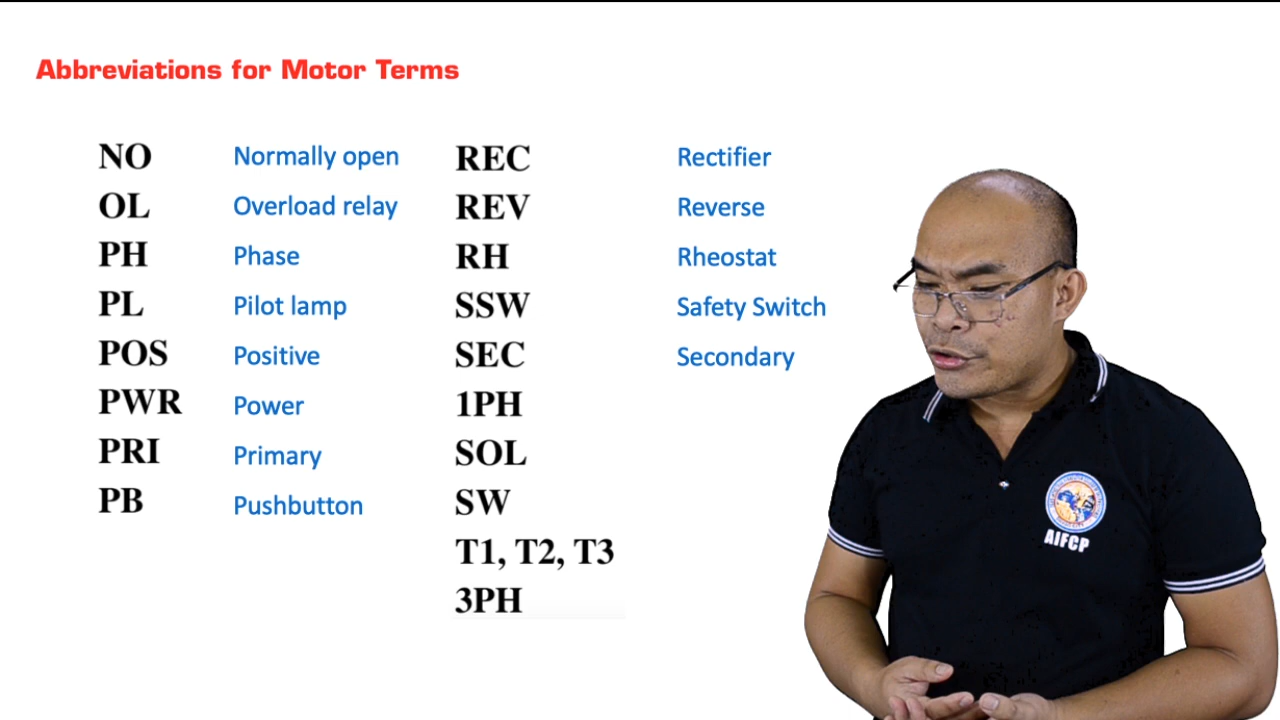 Abbreviations for Motor Terms
NO Normally open
OL Overload relay
PH Phase
PL Pilot lamp
POS Positive
PWR Power
PRI Primary
PB Pushbutton
REC Rectifier
REV Reverse
RH Rheostat
SSW Safety Switch
SEC Secondary
1PH
SOL
SW
T1, T2, T3
3PH
AIFCP